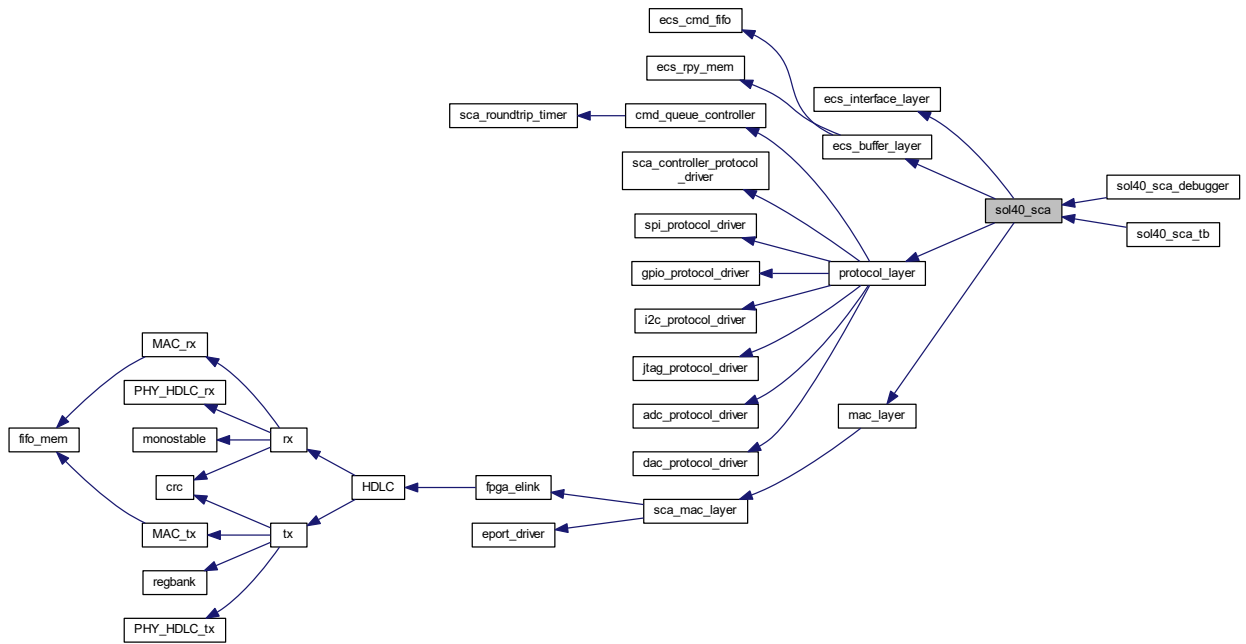 ecs_cmd_fifo
ecs_rpy_mem
ecs_interface_layer
sca_roundtrip_timer
cmd_queue_controller
ecs_buffer_layer
sca_controller_protocol
_driver
sol40_sca_debugger
sol40_sca
spi_protocol_driver
sol40_sca_tb
gpio_protocol_driver
protocol_layer
i2c_protocol_driver
MAC_rx
jtag_protocol_driver
PHY_HDLC_rx
adc_protocol_driver
mac_layer
fifo_mem
monostable
rx
dac_protocol_driver
crc
HDLC
fpga_elink
sca_mac_layer
MAC_tx
tx
eport_driver
regbank
PHY_HDLC_tx